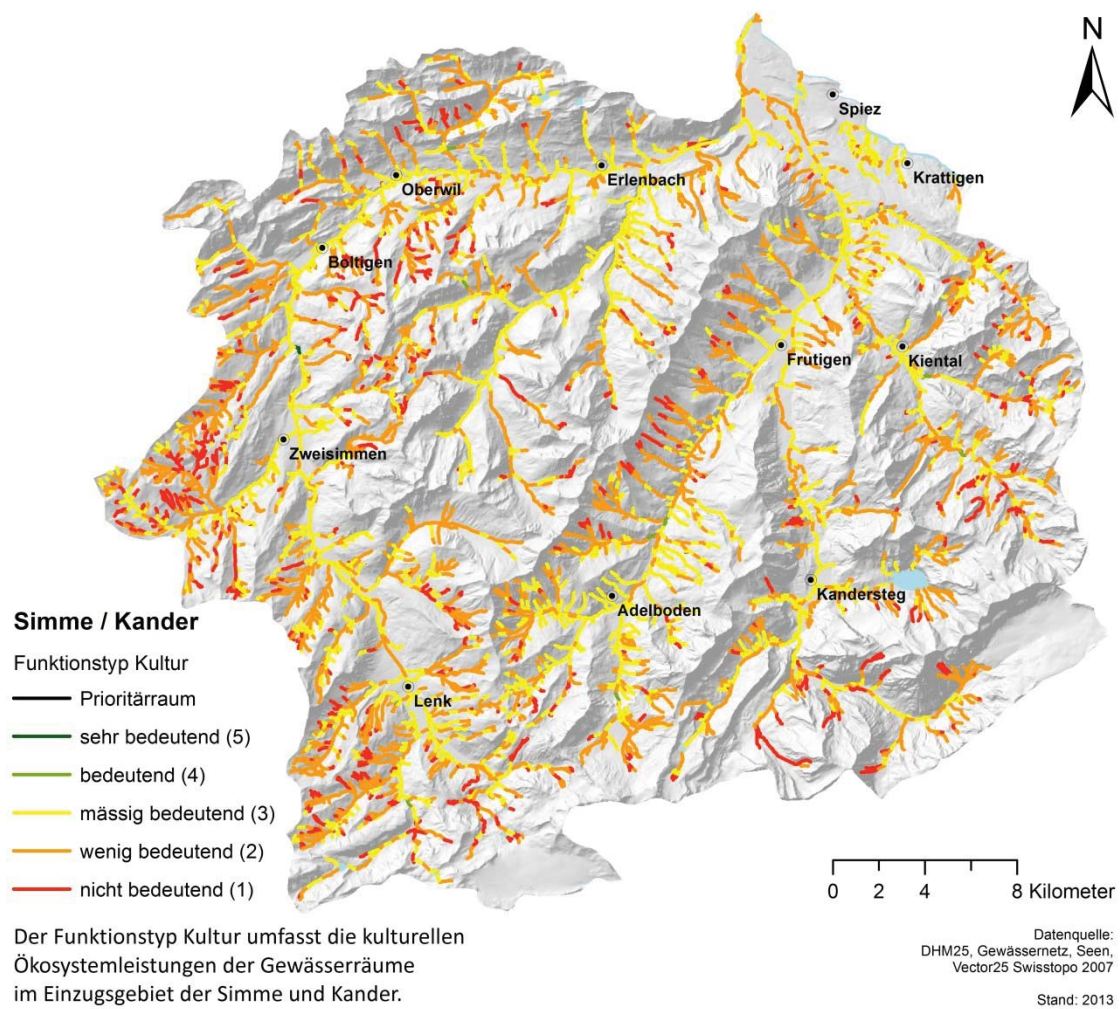 N
Spiez
Krattigen
Erlenbach
Oberwil
Boltigen
Frutigen
Kiental
Zweisimmen
Kandersteg
Adelboden
Lenk
Simme / Kander
Funktionstyp Kultur
Prioritärraum
sehr bedeutend (5)
bedeutend (4)
mässig bedeutend (3)
wenig bedeutend (2)
nicht bedeutend (1)
0 2 4 8 Kilometer
Der Funktionstyp Kultur umfasst die kulturellen
Ökosystemleistungen der Gewässerräume
im Einzugsgebiet der Simme und Kander.
Datenquelle:
DHM25, Gewässernetz, Seen,
Vector25 Swisstopo 2007
Stand: 2013